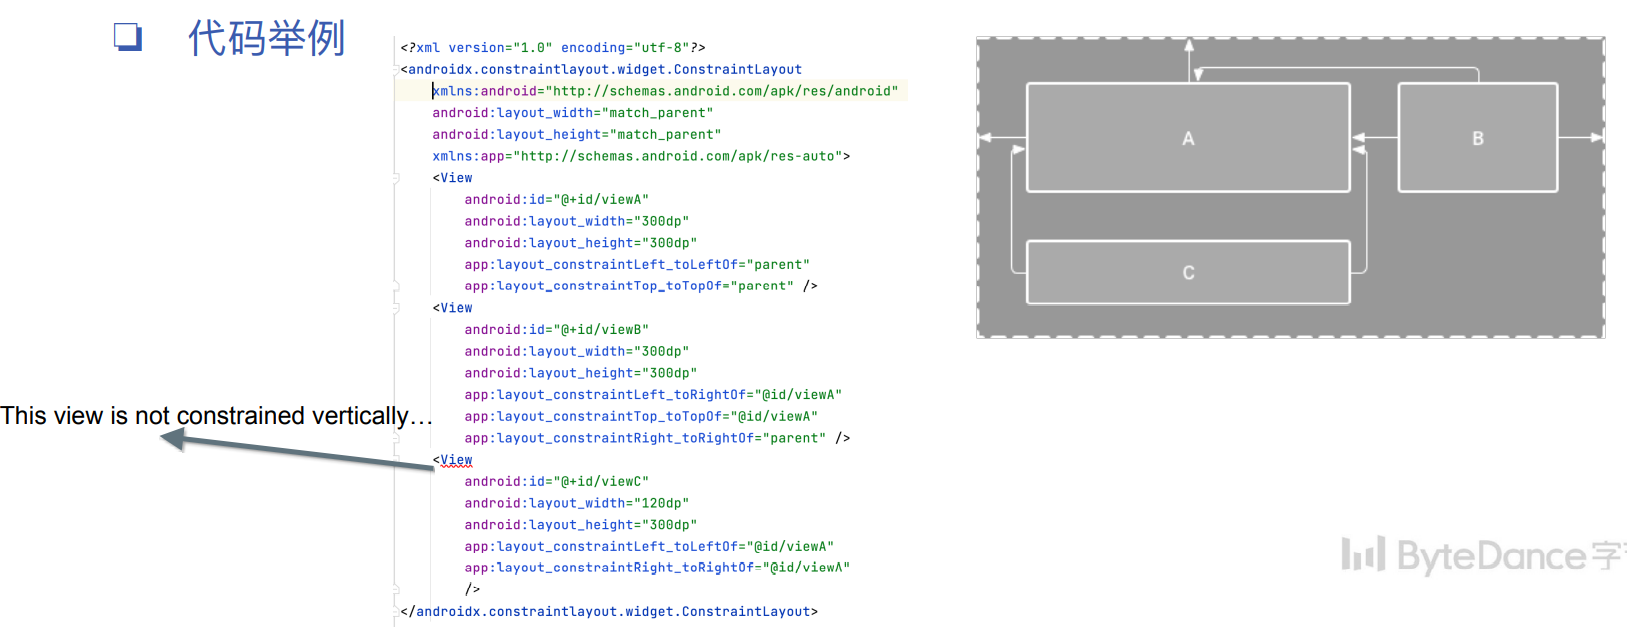 代码举例
<?xml version="1.0" encoding="utf-8"?>
<androidx.constraintlayout.widget.ConstraintLayout
xmlns:android="http://schemas.android.com/apk/res/android"
android:layout_width="match_parent"
android:layout_height="match_parent"
xmlns:app="http://schemas.android.com/apk/res-auto">
<View
android:id="@+id/viewA"
android:layout_width="300dp"
android:layout_height="300dp"
app:layout_constraintLeft_toLeftOf="parent"
app:layout_constraintTop_toTopOf="parent" />
<View
android:id="@+id/viewB"
android:layout_width="300dp"
android:layout_height="300dp"
app:layout_constraintLeft_toRightOf="@id/viewA"
app:layout_constraintTop_toTopOf="@id/viewA"
app:layout_constraintRight_toRightOf="parent" />
<View
android:id="@+id/viewC"
android:layout_width="120dp"
android:layout_height="300dp"
app:layout_constraintLeft_toLeftOf="@id/viewA"
app:layout_constraintRight_toRightOf="@id/viewA"
/>
</androidx.constraintlayout.widget.ConstraintLayout>
This view is not constrained vertically…
A
B
C
ByteDance字